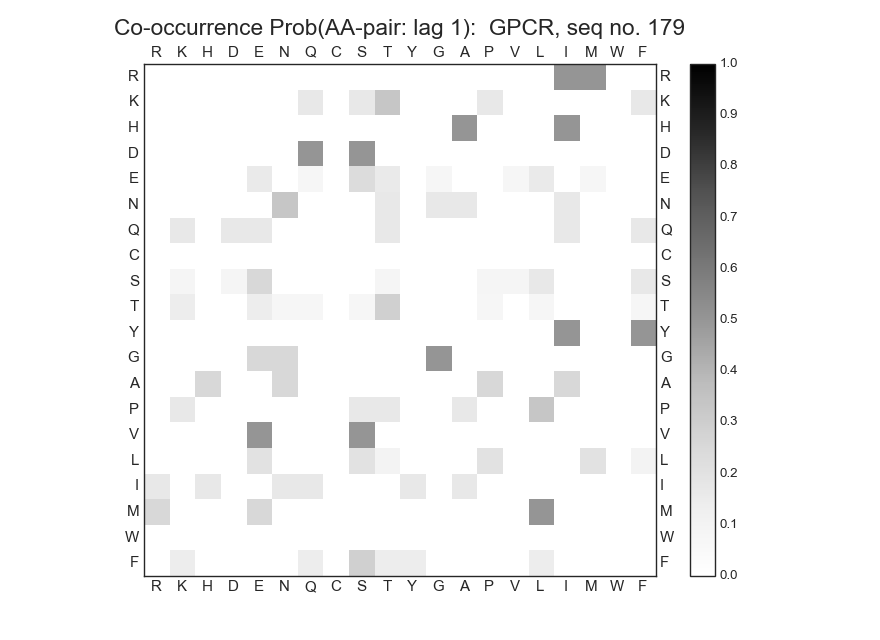 Co-occurrence Prob(AA-pair: lag 1):  GPCR, seq no. 179
R K H D E N Q C S T Y G A P V L I M W F
R R 1.0
K K 0.9
H H
D D 0.8
E E
N N 0.7
Q Q
C C 0.6
S S
T T 0.5
Y Y
G G 0.4
A A
P P 0.3
V V
L L 0.2
I I
M M 0.1
W W
F F 0.0
R K H D E N Q C S T Y G A P V L I M W F